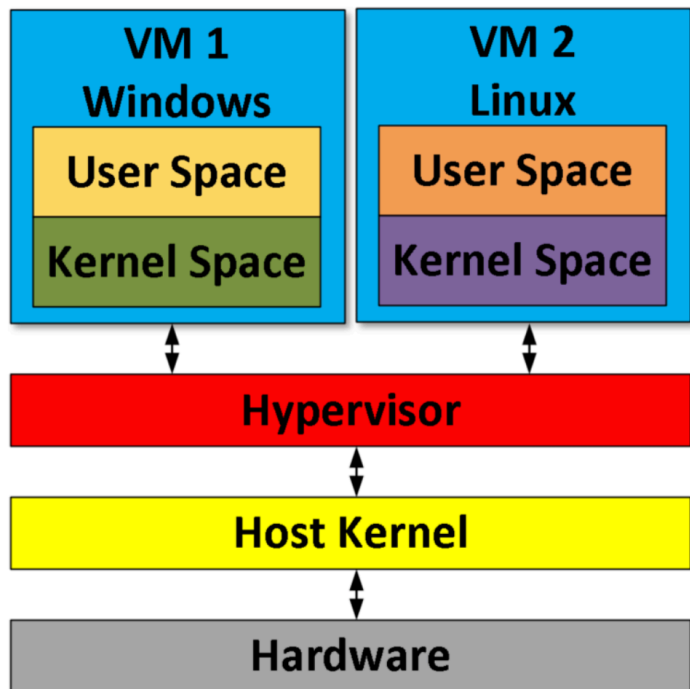 VM 1
Windows
User Space
Kernel Space
VM 2
Linux
User Space
Kernel Space
Hypervisor
Host Kernel
Hardware